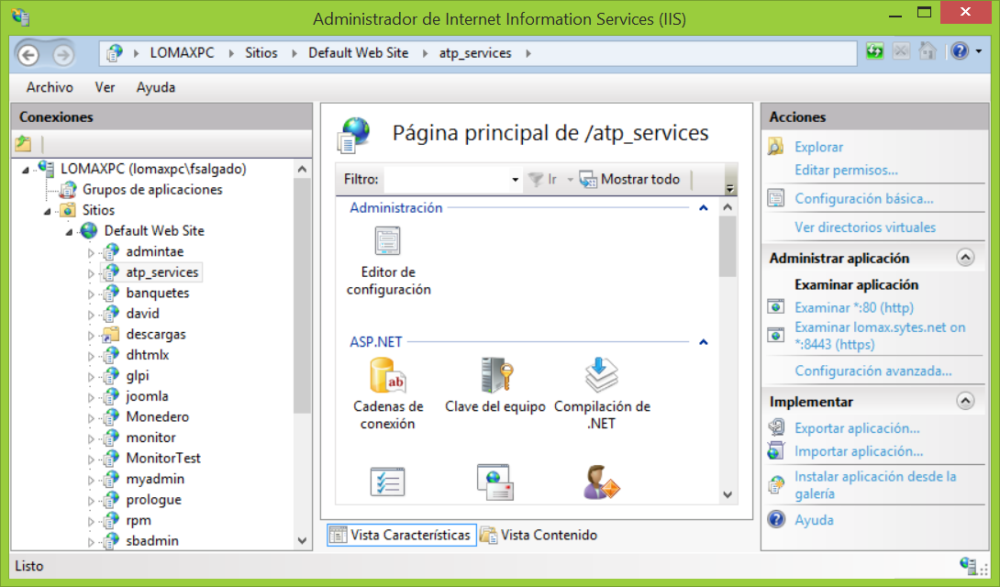 Administrador de Internet Information Services (IIS)
LOMAXPC
Sitios
Default Web Site
atp_services
Archivo
Ver
Ayuda
Conexiones
LOMAXPC (lomaxpc\fsalgado)
Grupos de aplicaciones
Sitios
Default Web Site
admintae
atp_services
banquetes
david
descargas
dhtmlx
glpi
joomla
Monedero
monitor
MonitorTest
myadmin
prologue
rpm
sbadmin
Página principal de /atp_services
Filtro:
Ir
Mostrar todo
Administración
Editor de
configuración
ASP.NET
ab
Cadenas de
conexión
Clave del equipo
Compilación de
.NET
Vista Características
Vista Contenido
Acciones
Explorar
Editar permisos...
Configuración básica...
Ver directorios virtuales
Administrar aplicación
Examinar aplicación
Examinar *:80 (http)
Examinar lomax.sytes.net on
*:8443 (https)
Configuración avanzada...
Implementar
Exportar aplicación...
Importar aplicación...
Instalar aplicación desde la
galería
Ayuda
Listo